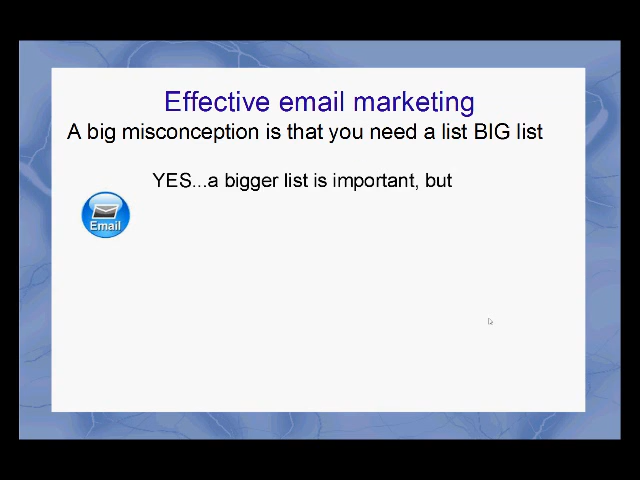 Effective email marketing
A big misconception is that you need a list BIG list
YES...a bigger list is important, but
Email